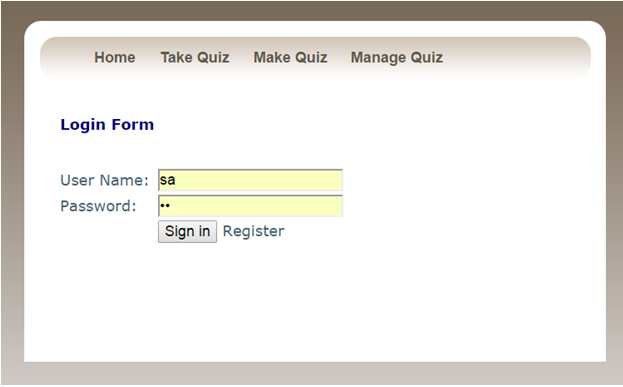 Home Take Quiz Make Quiz Manage Quiz
Login Form
User Name: sa
Password: ••
Sign in Register